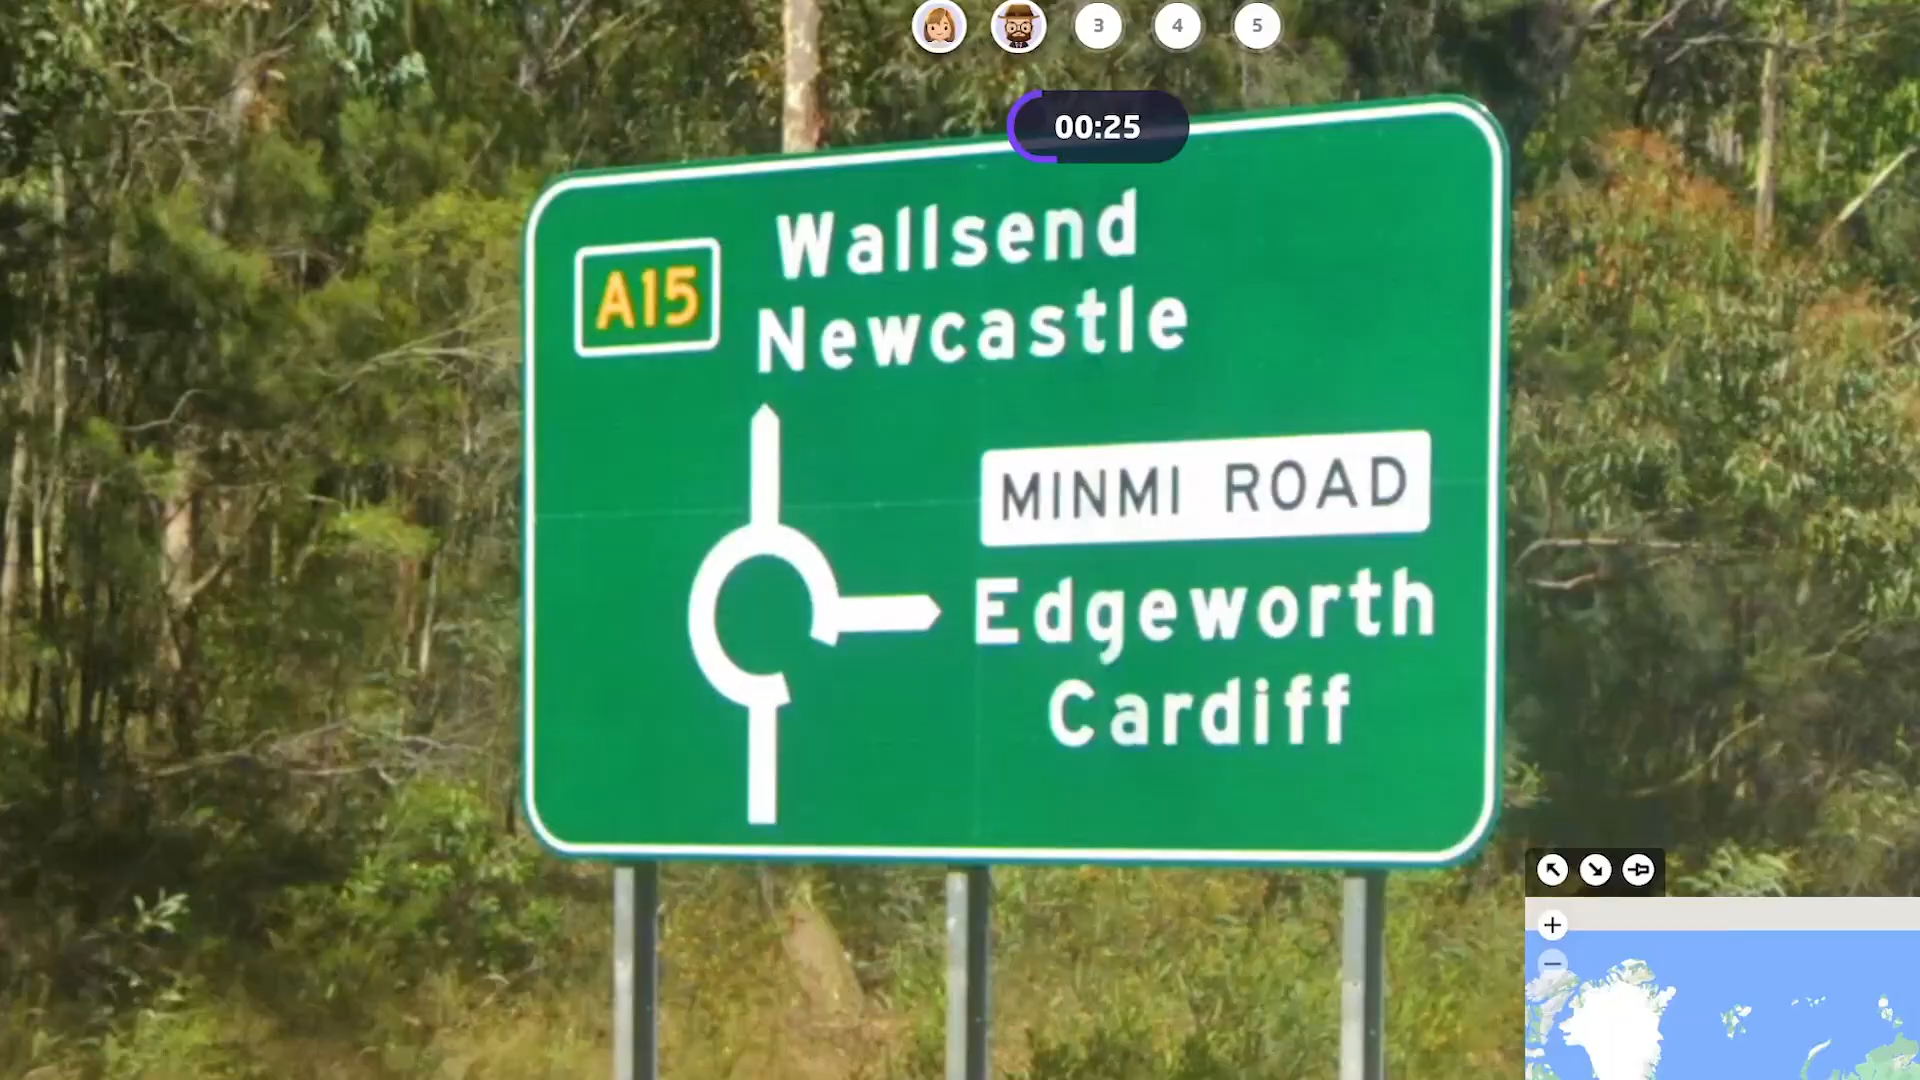 3 4 5
00:25
A15
Wallsend
Newcastle
MINMI ROAD
Edgeworth
Cardiff